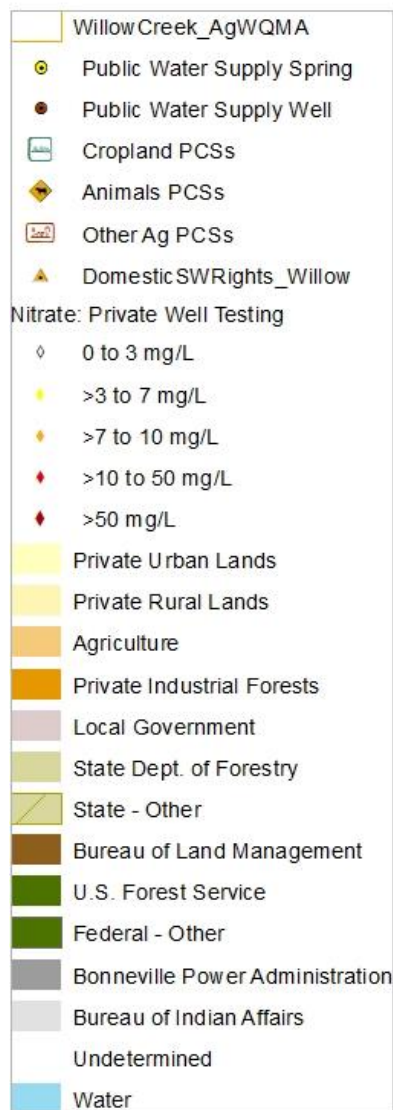 WillowCreek_AgWQMA
Public Water Supply Spring
Public Water Supply Well
Cropland PCSs
Animals PCSs
Other Ag PCSs
DomesticSWRights_Willow
Nitrate: Private Well Testing
0 to 3 mg/L
>3 to 7 mg/L
>7 to 10 mg/L
>10 to 50 mg/L
>50 mg/L
Private Urban Lands
Private Rural Lands
Agriculture
Private Industrial Forests
Local Government
State Dept. of Forestry
State - Other
Bureau of Land Management
U.S. Forest Service
Federal - Other
Bonneville Power Administration
Bureau of Indian Affairs
Undetermined
Water